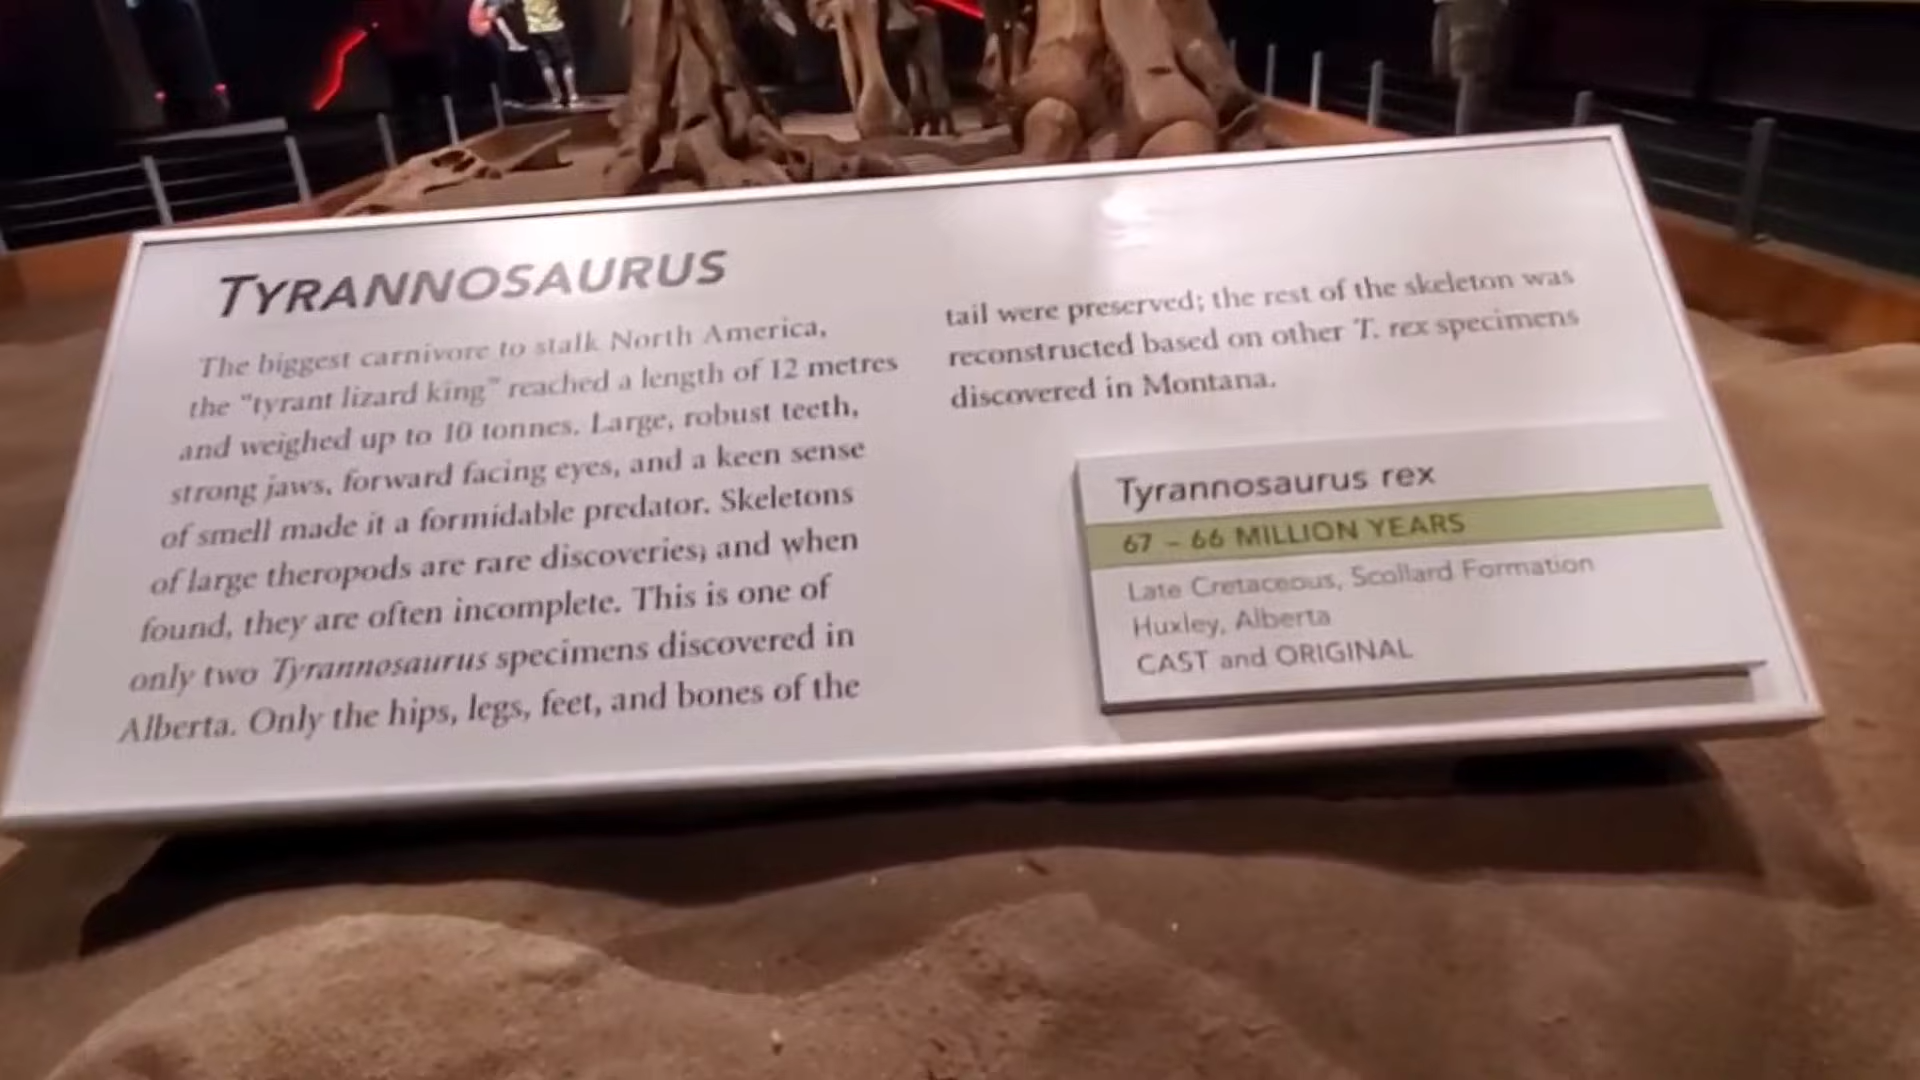 TYRANNOSAURUS
The biggest carnivore to stalk North America,
the "tyrant lizard king" reached a length of 12 metres
and weighed up to 10 tonnes. Large, robust teeth,
strong jaws, forward facing eyes, and a keen sense
of smell made it a formidable predator. Skeletons
of large theropods are rare discoveries; and when
found, they are often incomplete. This is one of
only two Tyrannosaurus specimens discovered in
Alberta. Only the hips, legs, feet, and bones of the
tail were preserved; the rest of the skeleton was
reconstructed based on other T. rex specimens
discovered in Montana.
Tyrannosaurus rex
67 – 66 MILLION YEARS
Late Cretaceous, Scollard Formation
Huxley, Alberta
CAST and ORIGINAL